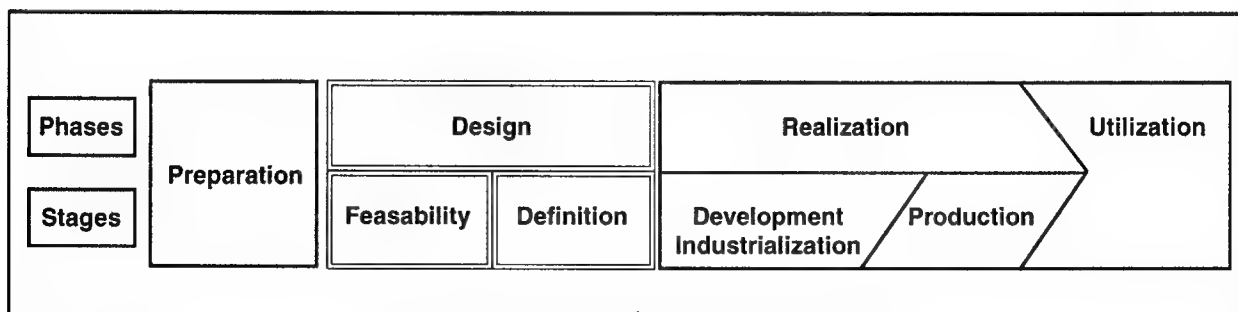 Phases
Preparation
Design
Realization
Utilization
Stages
Feasability
Definition
Development
Industrialization
Production